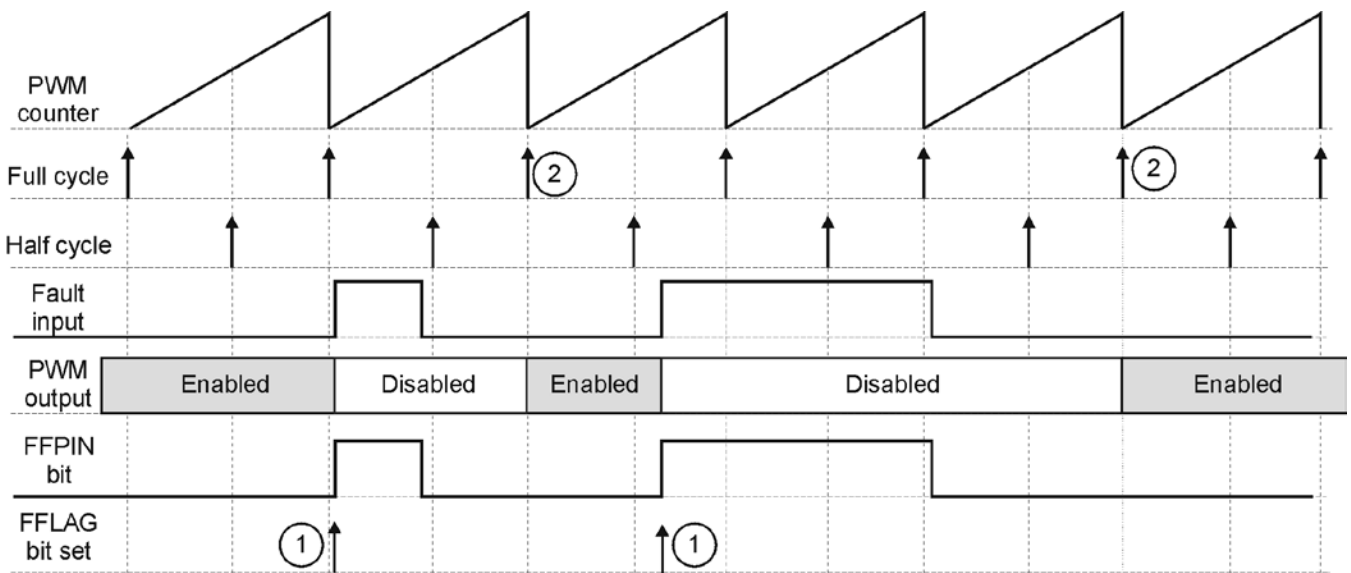 PWM
counter
Full cycle
2
2
Half cycle
Fault
input
PWM
output
Enabled
Disabled
Enabled
Disabled
Enabled
FFPIN
bit
FFLAG
bit set
1
1